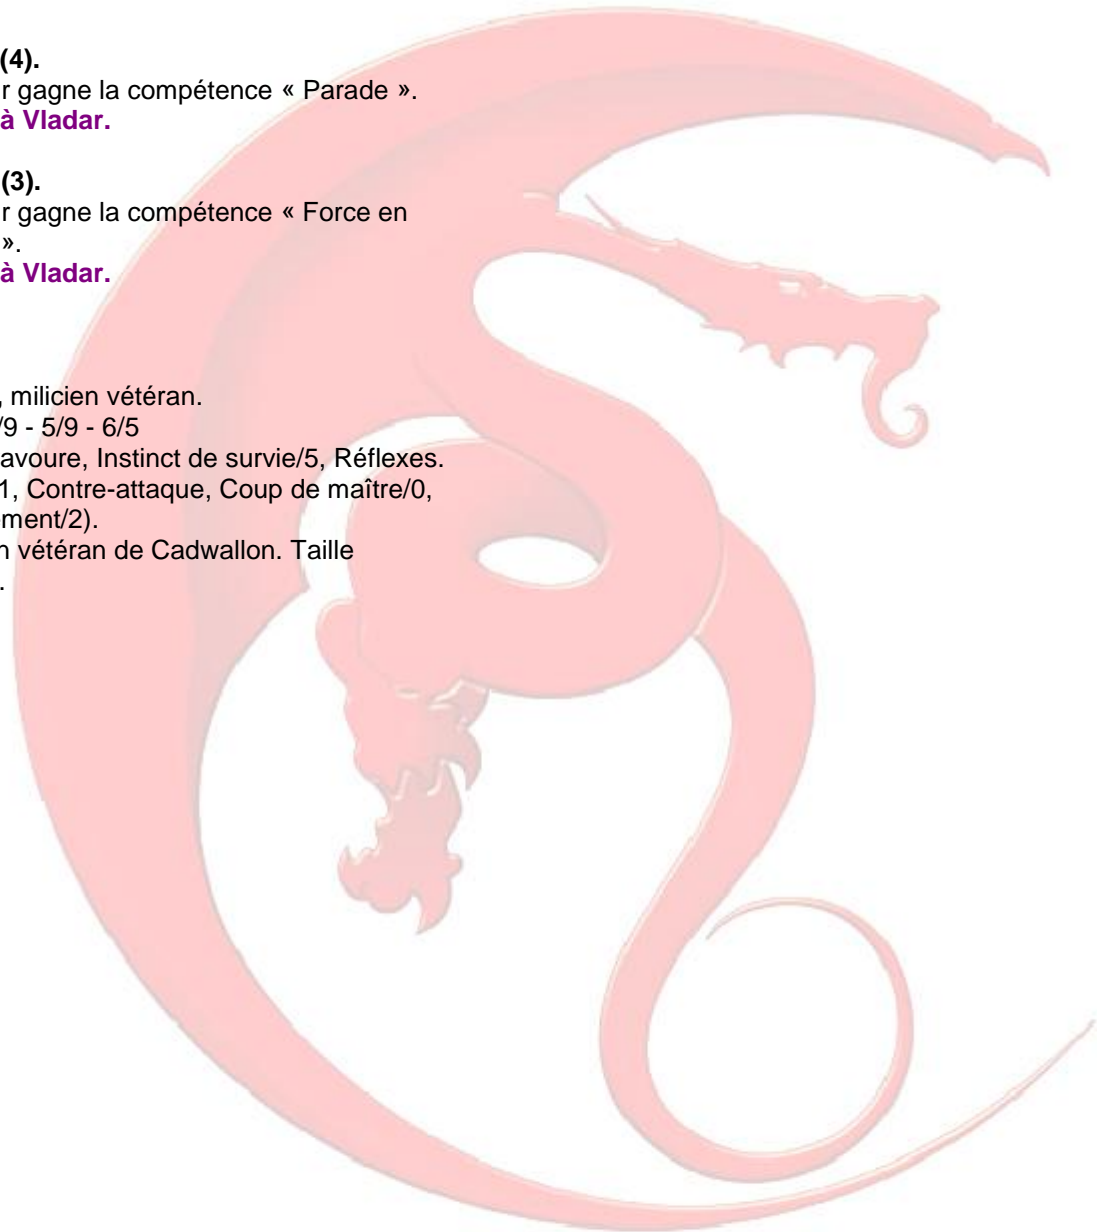 (4).
r gagne la compétence « Parade ».
à Vladar.
(3).
r gagne la compétence « Force en
».
à Vladar.
, milicien vétéran.
/9 - 5/9 - 6/5
avoure, Instinct de survie/5, Réflexes.
1, Contre-attaque, Coup de maître/0,
ement/2).
n vétéran de Cadwallon. Taille
.